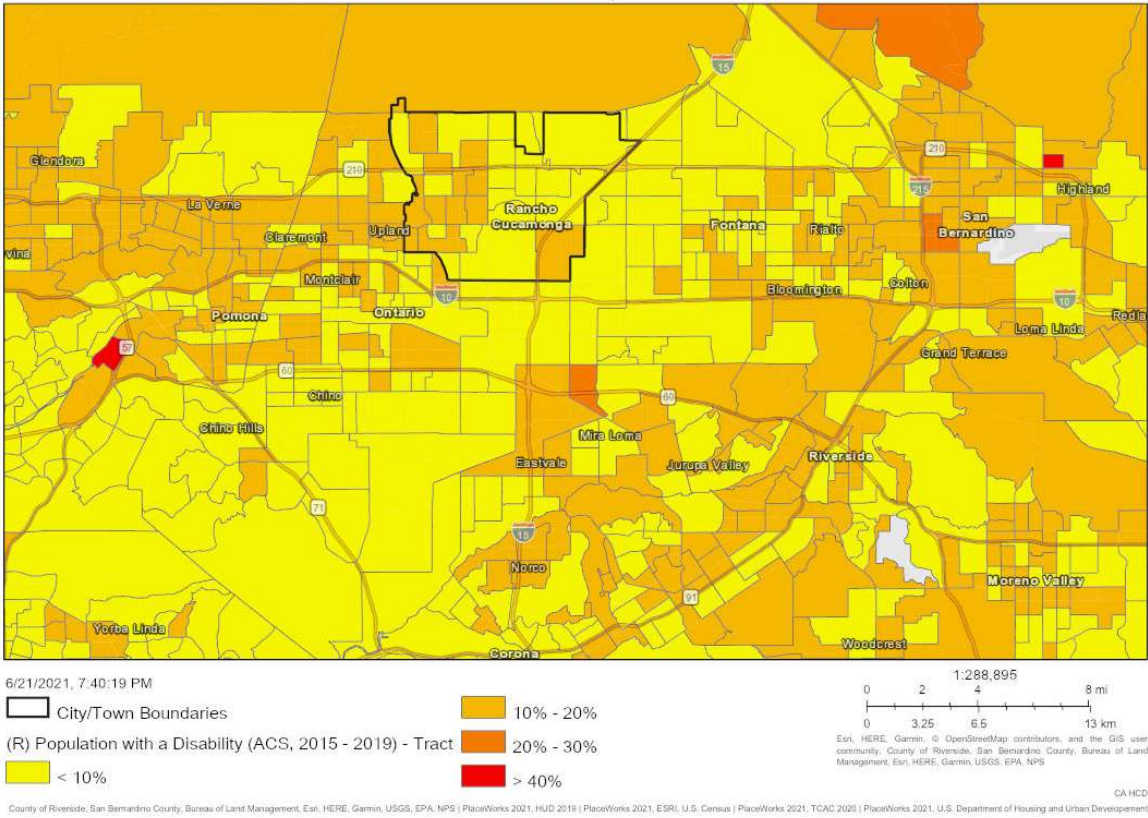 15
Glendora
210
210
Highland
La Verne
215
Rancho
Cucamonga
San
Bernardino
Upland
Fontana
Rialto
Claremont
vina
Montclair
10
Bloomington
Colton
10
Pomona
Ontario
Redla
Loma Linda
57
Grand Terrace
60
60
Chino
Chino Hills
Mira Loma
Eastvale
Jurupa Valley
Riverside
71
15
Norco
Moreno Valley
91
Yorba Linda
Woodcrest
Corona
6/21/2021, 7:40:19 PM
City/Town Boundaries
(R) Population with a Disability (ACS, 2015 - 2019) - Tract
< 10%
10% - 20%
20% - 30%
> 40%
1:288,895
0 2 4 8 mi
0 3.25 6.5 13 km
Esri, HERE, Garmin, © OpenStreetMap contributors, and the GIS user
community, County of Riverside, San Bernardino County, Bureau of Land
Management, Esri, HERE, Garmin, USGS, EPA, NPS
CA HCD
County of Riverside, San Bernardino County, Bureau of Land Management, Esri, HERE, Garmin, USGS, EPA, NPS | PlaceWorks 2021, HUD 2019 | PlaceWorks 2021, ESRI, U.S. Census | PlaceWorks 2021, TCAC 2020 | PlaceWorks 2021, U.S. Department of Housing and Urban Development